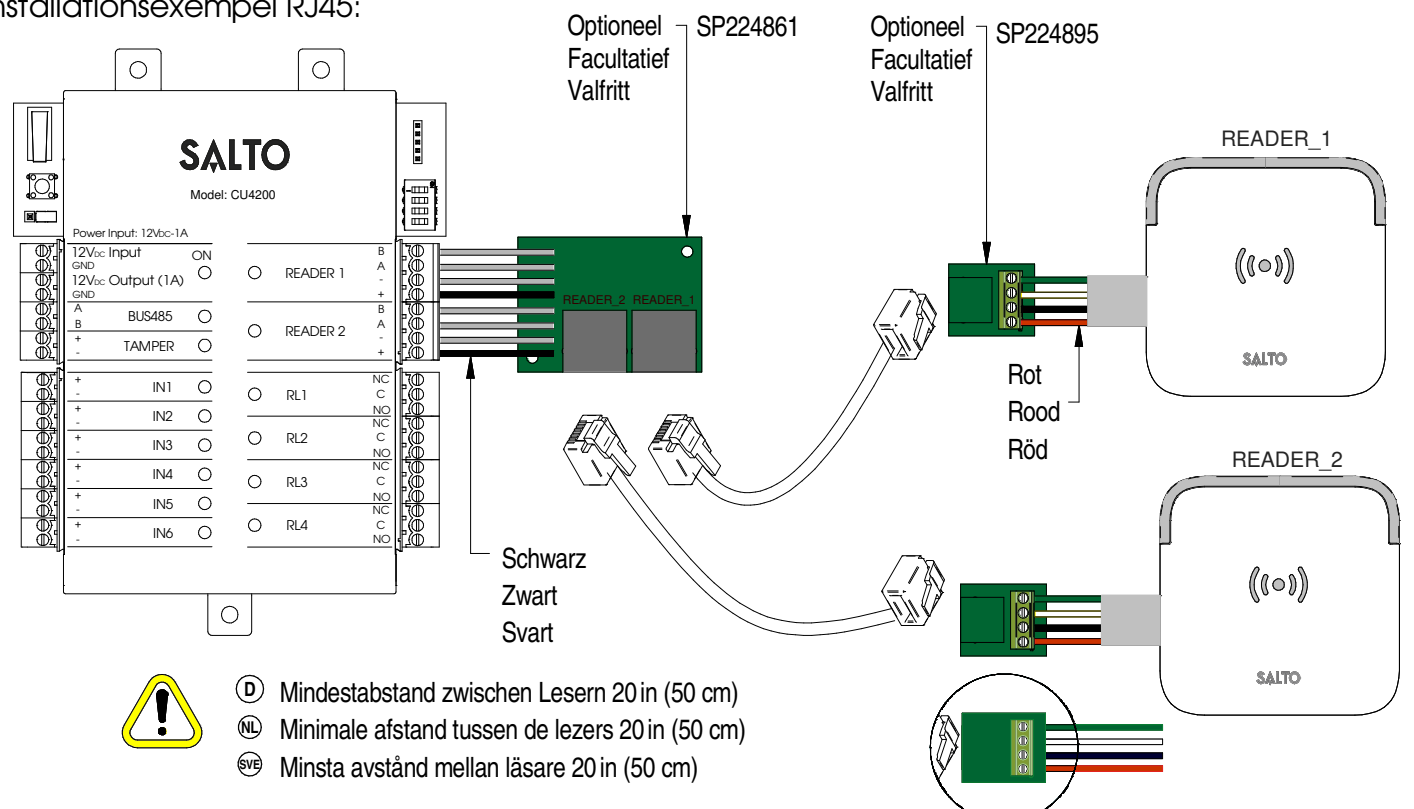 nstallationsexempel RJ45:
Optioneel
Facultatief
Valfritt
SP224861
Optioneel
Facultatief
Valfritt
SP224895
READER_1
SALTO
Model: CU4200
Power Input: 12VDC-1A
12VDC Input
GND
12VDC Output (1A)
GND
ON
A
B
BUS485
+
-
TAMPER
+
-
IN1
+
-
IN2
+
-
IN3
+
-
IN4
+
-
IN5
+
-
IN6
READER 1
B
A
-
+
READER 2
B
A
-
+
RL1
NC
C
NO
RL2
NC
C
NO
RL3
NC
C
NO
RL4
NC
C
NO
READER_2 READER_1
SALTO
Rot
Rood
Röd
READER_2
SALTO
Schwarz
Zwart
Svart
D Mindestabstand zwischen Lesern 20 in (50 cm)
NL Minimale afstand tussen de lezers 20 in (50 cm)
SVE Minsta avstånd mellan läsare 20 in (50 cm)